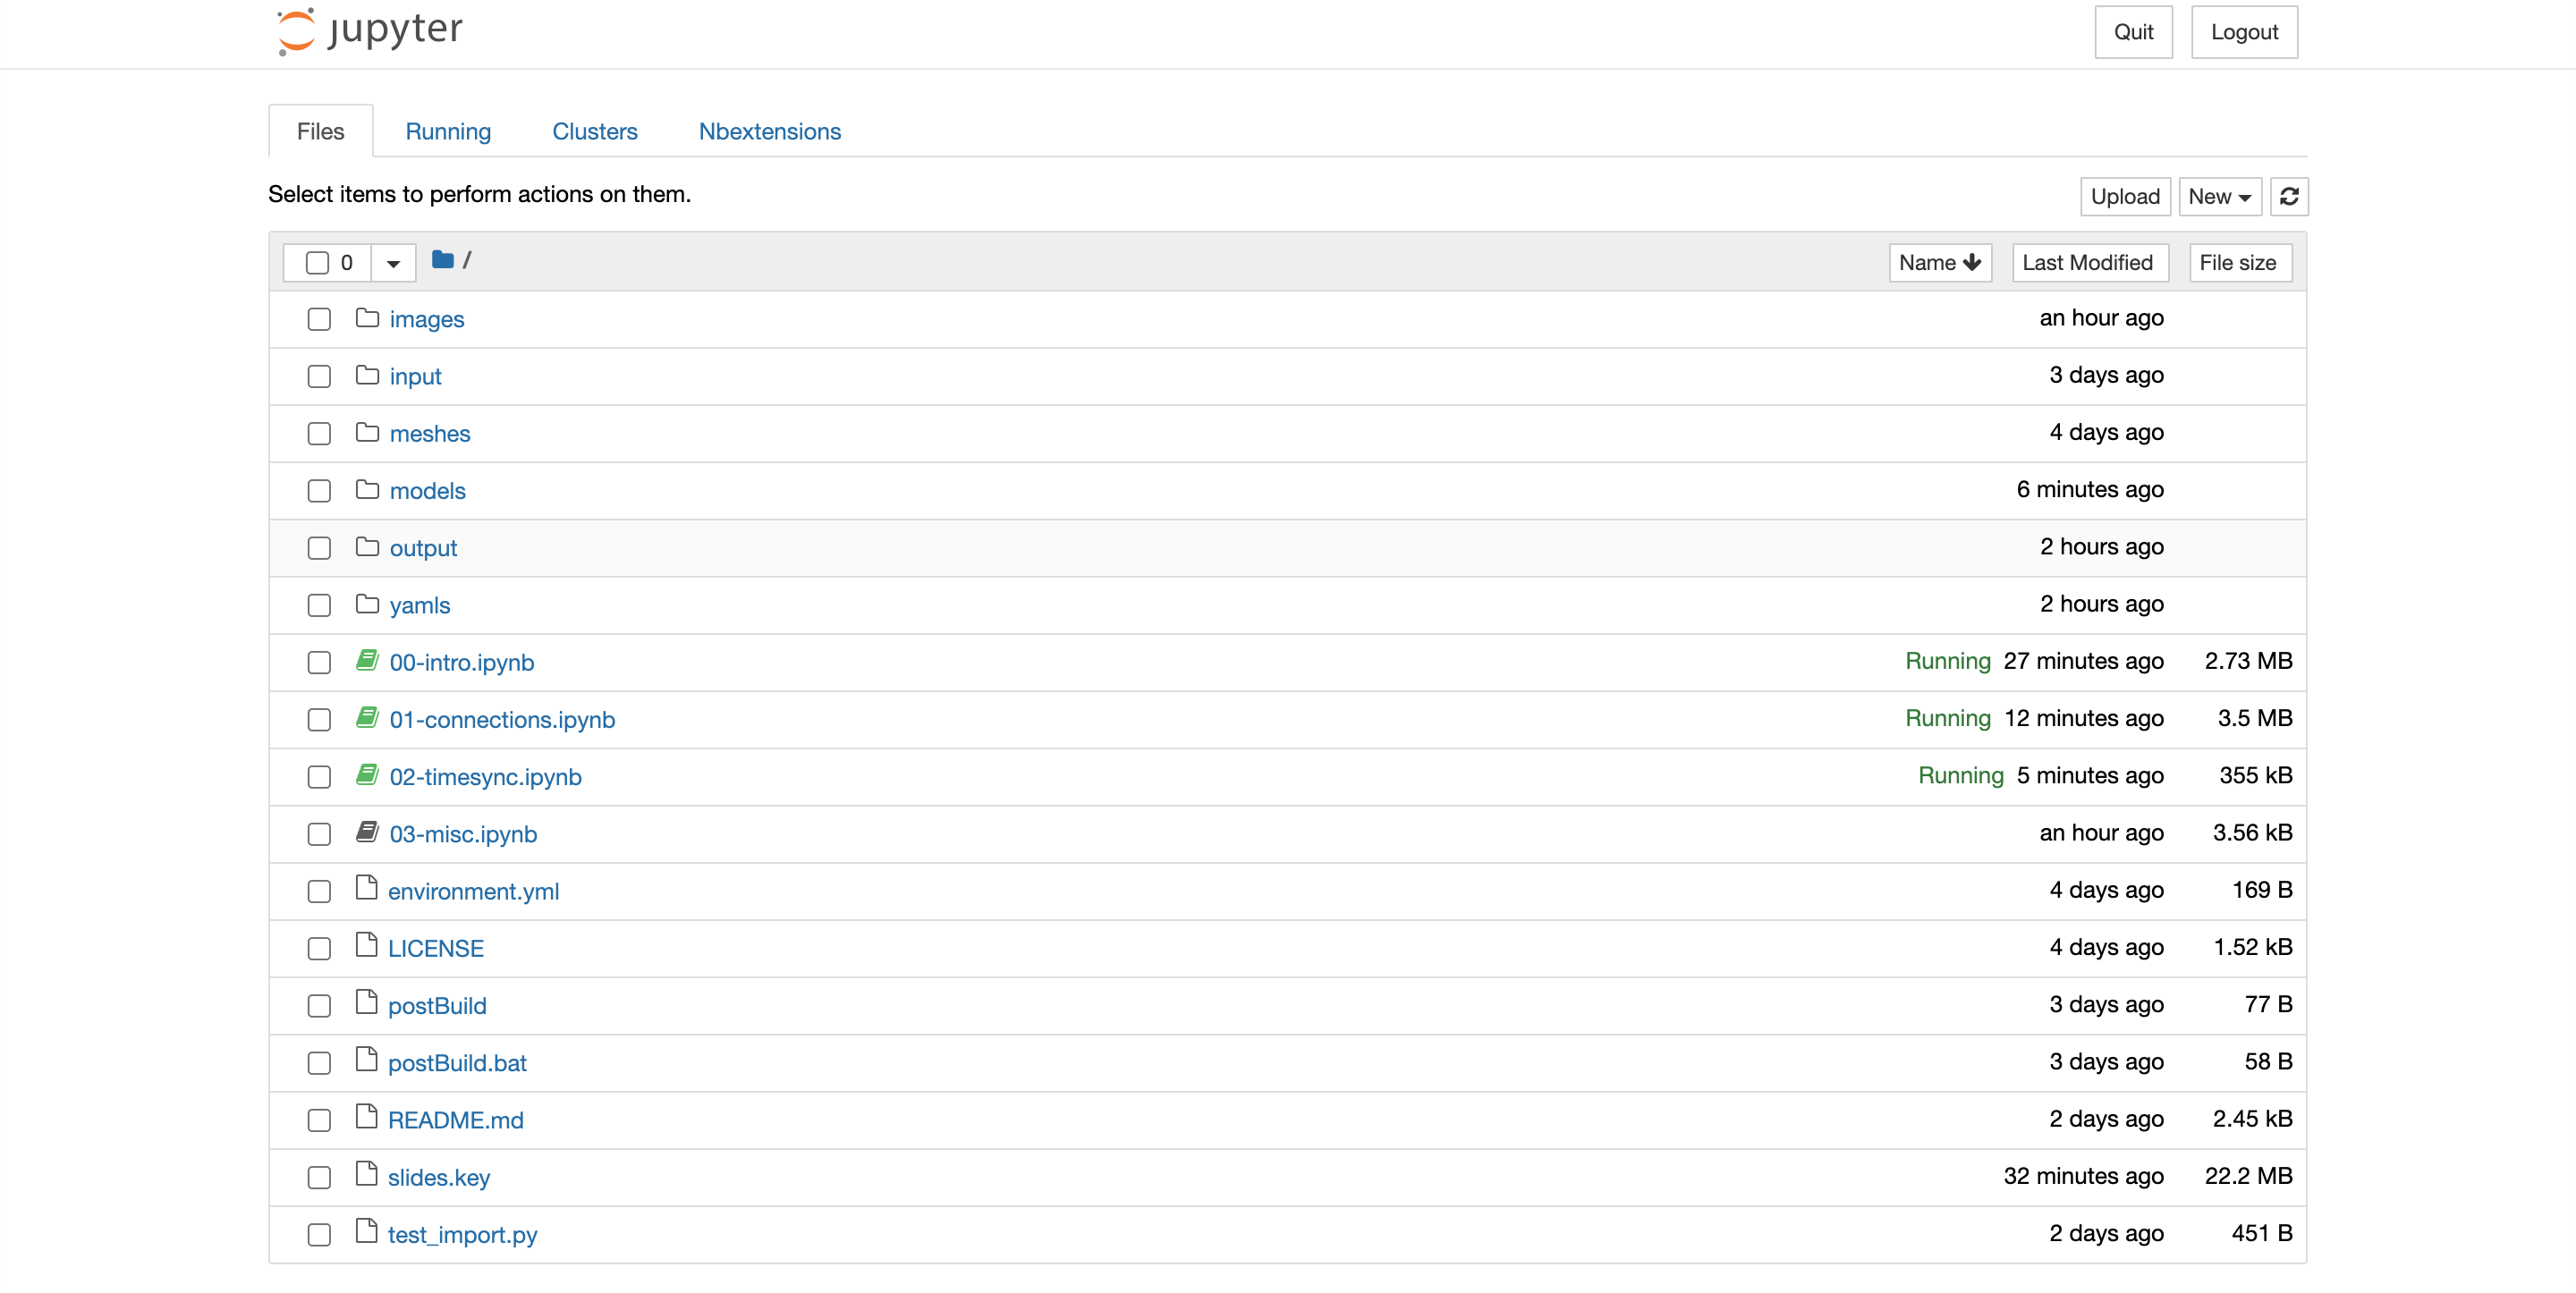 jupyter Quit Logout
Files Running Clusters Nbextensions
Select items to perform actions on them. Upload New
0 / Name Last Modified File size
images an hour ago
input 3 days ago
meshes 4 days ago
models 6 minutes ago
output 2 hours ago
yamls 2 hours ago
00-intro.ipynb Running 27 minutes ago 2.73 MB
01-connections.ipynb Running 12 minutes ago 3.5 MB
02-timesync.ipynb Running 5 minutes ago 355 kB
03-misc.ipynb an hour ago 3.56 kB
environment.yml 4 days ago 169 B
LICENSE 4 days ago 1.52 kB
postBuild 3 days ago 77 B
postBuild.bat 3 days ago 58 B
README.md 2 days ago 2.45 kB
slides.key 32 minutes ago 22.2 MB
test_import.py 2 days ago 451 B